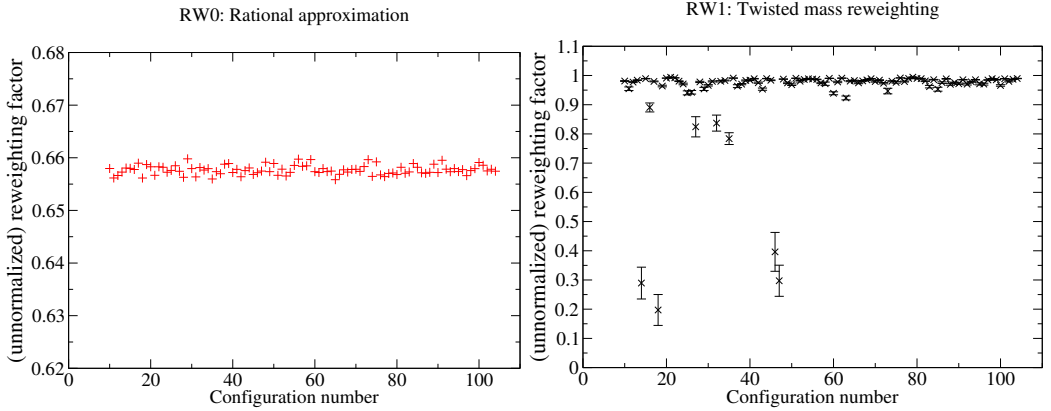 RW0: Rational approximation
(unnormalized) reweighting factor
0.68
0.67
0.66
0.65
0.64
0.63
0.62
0 20 40 60 80 100
Configuration number
RW1: Twisted mass reweighting
(unnormalized) reweighting factor
1.1
1
0.9
0.8
0.7
0.6
0.5
0.4
0.3
0.2
0.1
0
0 20 40 60 80 100
Configuration number